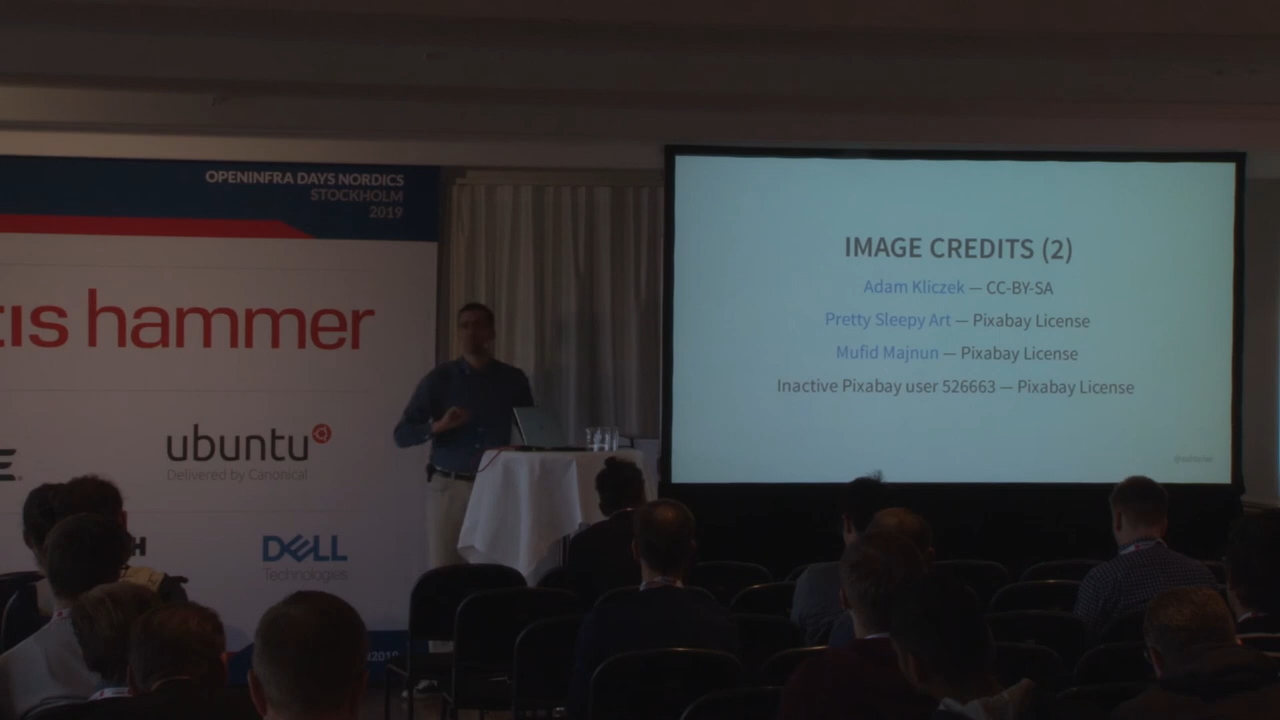 OPENINFRA DAYS NORDICS
STOCKHOLM
2019
tis hammer
ubuntu
Delivered by Canonical
E.
H
DELL
Technologies
2019
IMAGE CREDITS (2)
Adam Kliczek — CC-BY-SA
Pretty Sleepy Art — Pixabay License
Mufid Majnun — Pixabay License
Inactive Pixabay user 526663 — Pixabay License